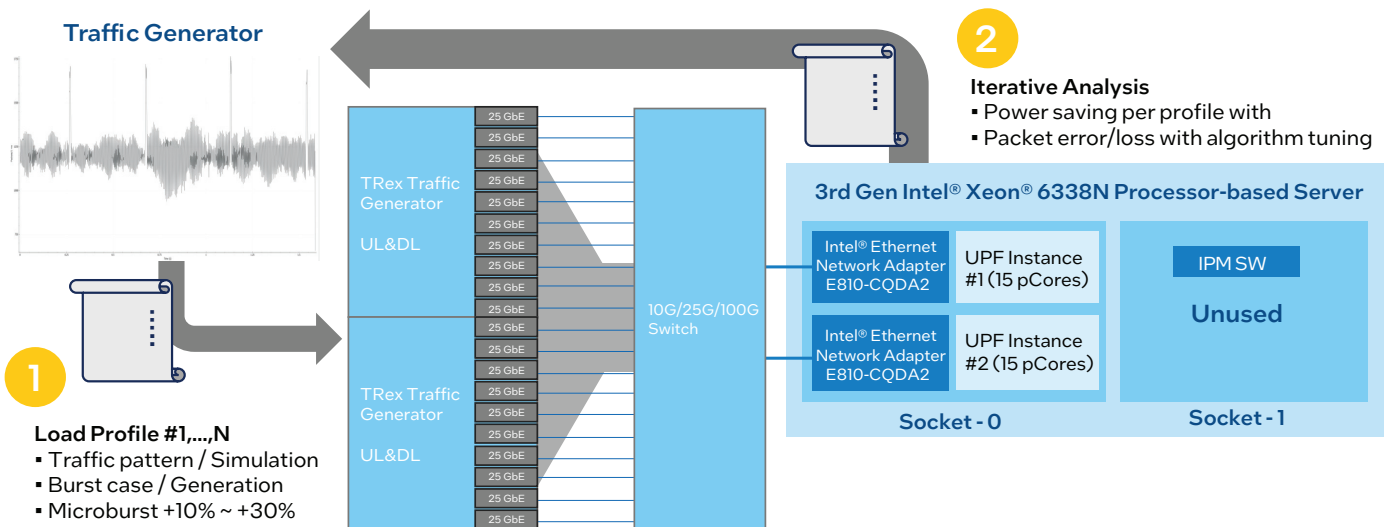 Traffic Generator
1
Load Profile #1,...,N
▪ Traffic pattern / Simulation
▪ Burst case / Generation
▪ Microburst +10% ~ +30%
TRex Traffic
Generator
UL&DL
25 GbE
25 GbE
25 GbE
25 GbE
25 GbE
25 GbE
25 GbE
25 GbE
25 GbE
25 GbE
TRex Traffic
Generator
UL&DL
25 GbE
25 GbE
25 GbE
25 GbE
25 GbE
25 GbE
25 GbE
25 GbE
25 GbE
25 GbE
10G/25G/100G
Switch
2
Iterative Analysis
▪ Power saving per profile with
▪ Packet error/loss with algorithm tuning
3rd Gen Intel® Xeon® 6338N Processor-based Server
Intel® Ethernet
Network Adapter
E810-CQDA2
UPF Instance
#1 (15 pCores)
Intel® Ethernet
Network Adapter
E810-CQDA2
UPF Instance
#2 (15 pCores)
Socket - 0
IPM SW
Unused
Socket - 1